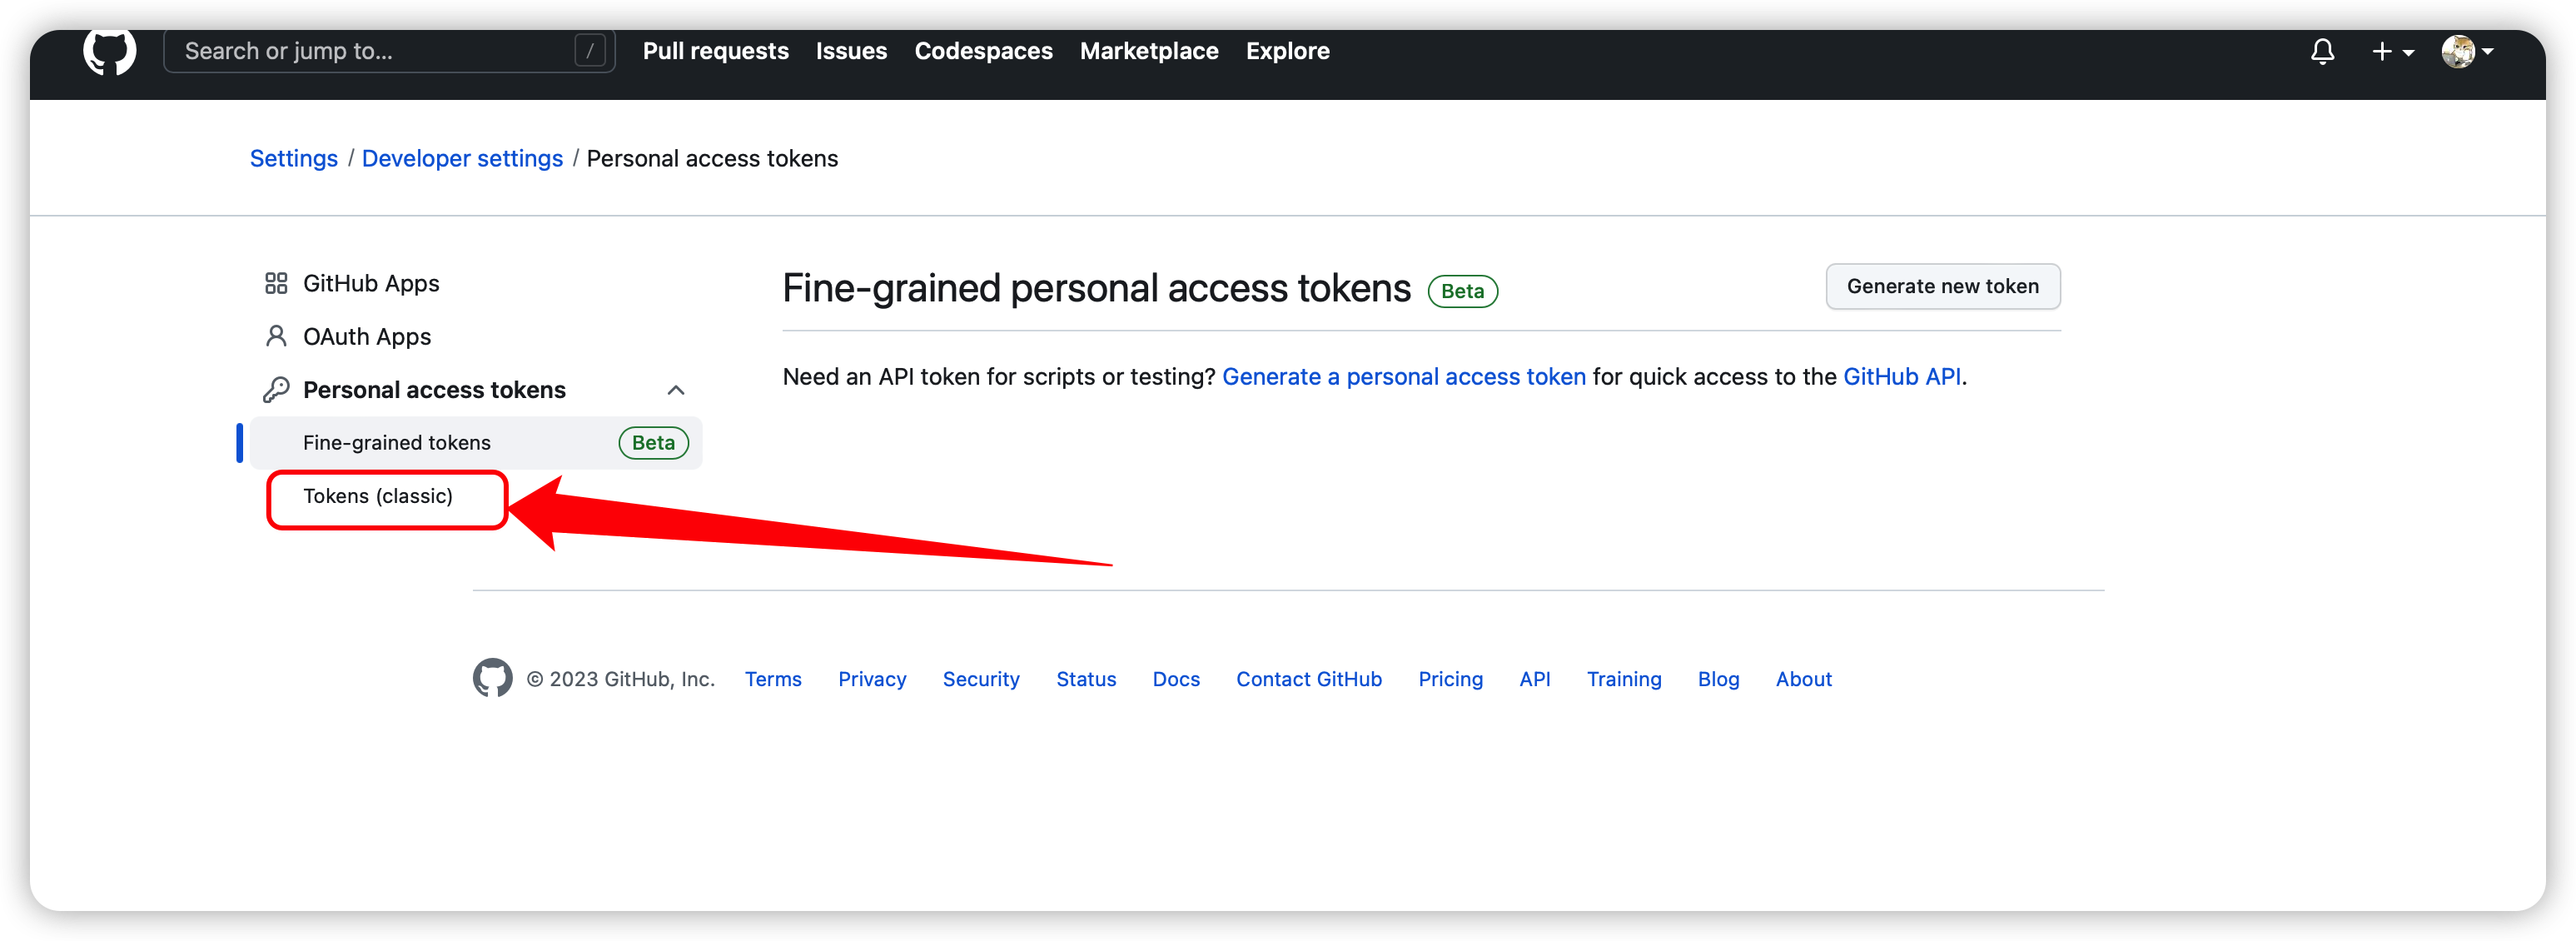 Search or jump to... / Pull requests Issues Codespaces Marketplace Explore
Settings / Developer settings / Personal access tokens
GitHub Apps
OAuth Apps
Personal access tokens
Fine-grained tokens Beta
Tokens (classic)
Fine-grained personal access tokens Beta Generate new token
Need an API token for scripts or testing? Generate a personal access token for quick access to the GitHub API.
© 2023 GitHub, Inc. Terms Privacy Security Status Docs Contact GitHub Pricing API Training Blog About